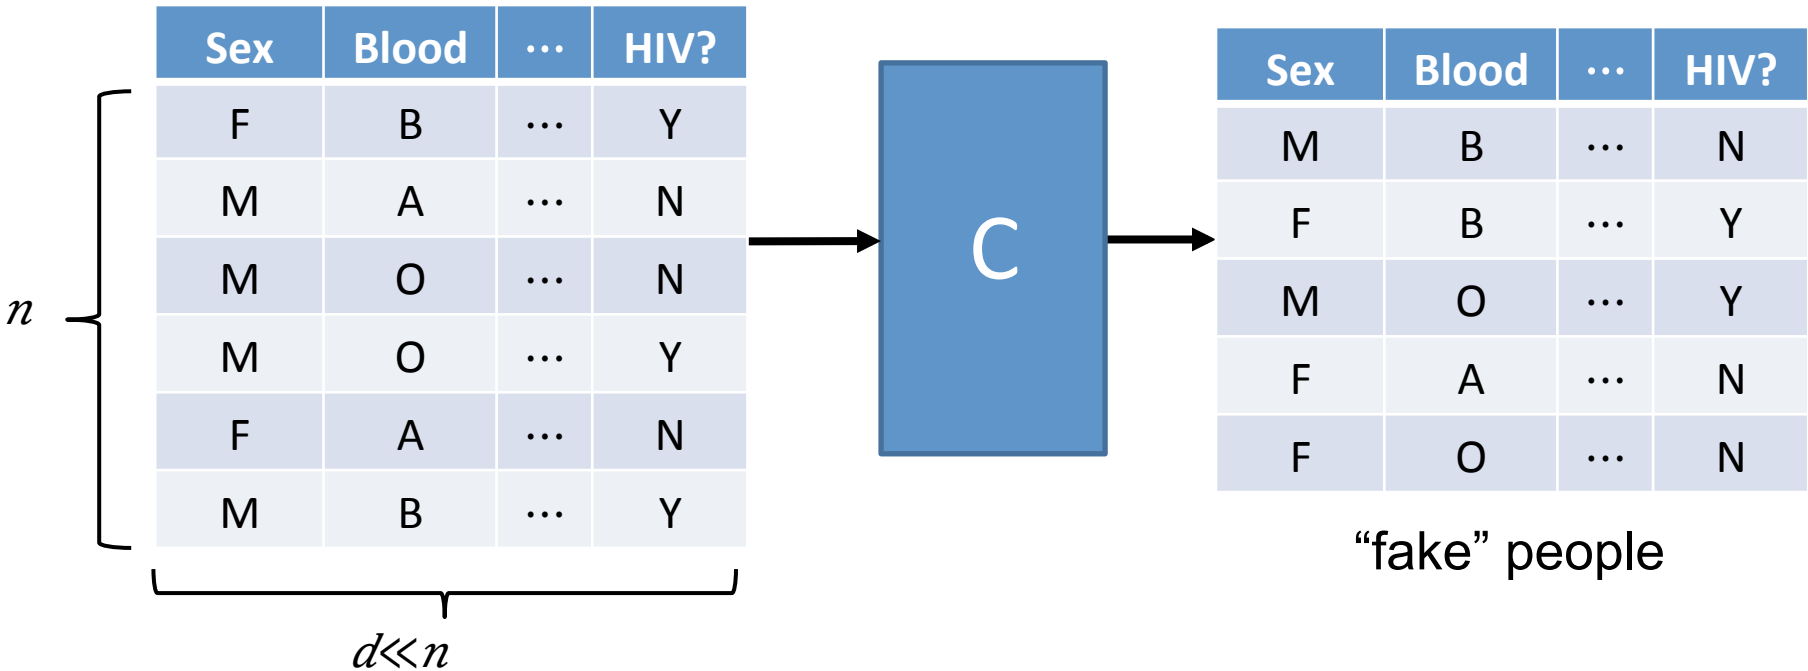 Sex Blood ... HIV?
F B ... Y
M A ... N
M O ... N
M O ... Y
F A ... N
M B ... Y
n
d≪n
C
Sex Blood ... HIV?
M B ... N
F B ... Y
M O ... Y
F A ... N
F O ... N
“fake” people